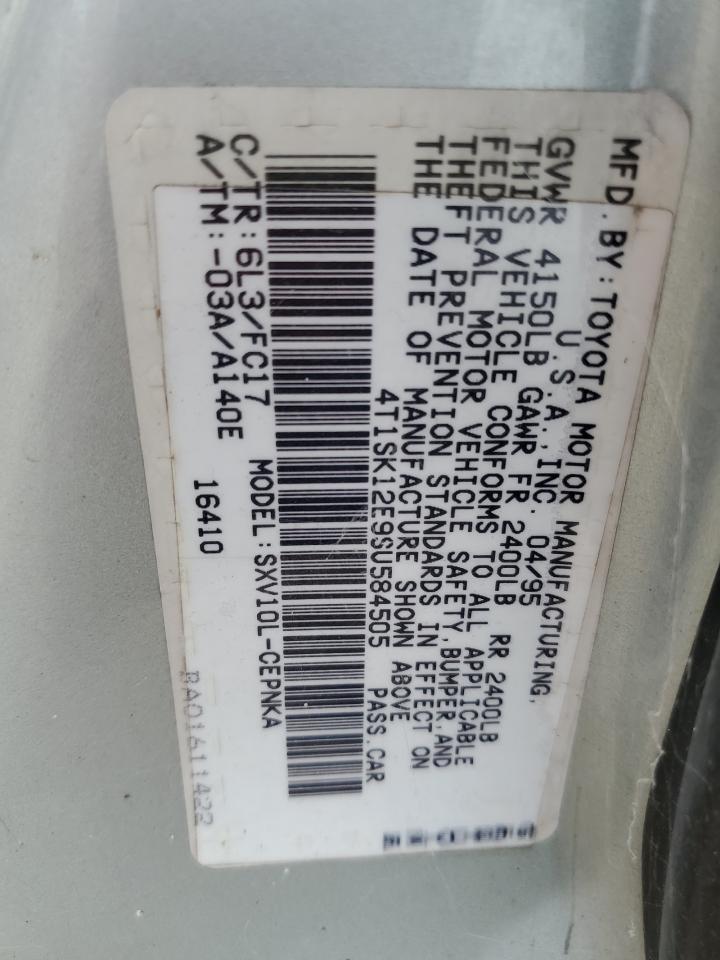 MFD.BY:TOYOTA MOTOR MANUFACTURING,
U.S.A.,INC. 04/95
GVWR 4150LB GAWR FR 2400LB RR 2400LB
THIS VEHICLE CONFORMS TO ALL APPLICABLE
FEDERAL MOTOR VEHICLE SAFETY,BUMPER,AND
THEFT PREVENTION STANDARDS IN EFFECT ON
THE DATE OF MANUFACTURE SHOWN ABOVE
4T1SK12E9SU584505 PASS.CAR
C/TR:6L3/FC17 MODEL:SXV10L-CEPNKA
A/TM:-03A/A140E 16410
BA01611422